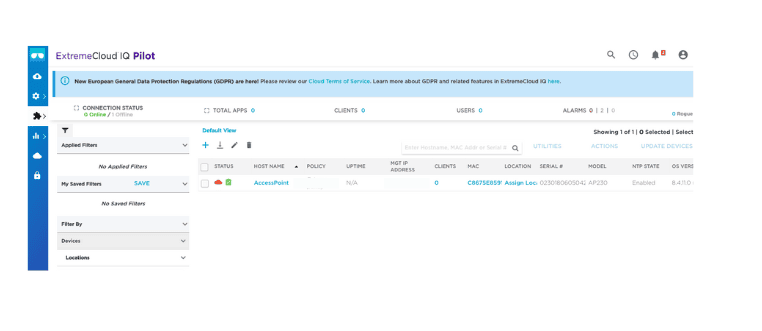 ExtremeCloud IQ Pilot
4
New European General Data Protection Regulations (GDPR) are here! Please review our Cloud Terms of Service. Learn more about GDPR and related features in ExtremeCloud IQ here.
CONNECTION STATUS
0 Online / 1 Offline
TOTAL APPS 0
CLIENTS 0
USERS 0
ALARMS 0 | 2 | 0
0 Reque
Default View
Showing 1 of 1 | 0 Selected | Select
Applied Filters
Enter Hostname, MAC Addr or Serial #
UTILITIES
ACTIONS
UPDATE DEVICES
No Applied Filters
STATUS
HOST NAME
POLICY
UPTIME
MGT IP ADDRESS
CLIENTS
MAC
LOCATION
SERIAL #
MODEL
NTP STATE
OS VERS
My Saved Filters SAVE
AccessPoint
N/A
0
Assign Loc
AP230
Enabled
No Saved Filters
Filter By
Devices
Locations